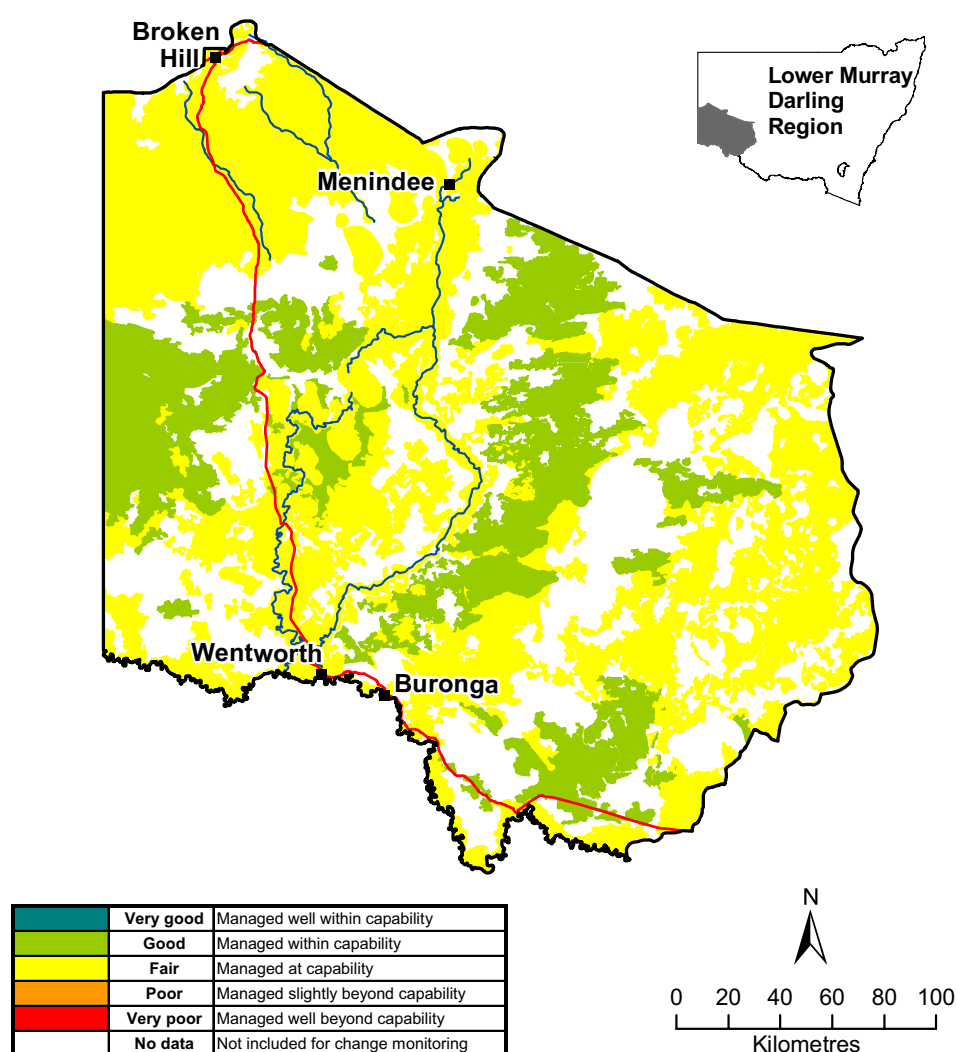 Broken
Hill
Lower Murray
Darling
Region
Menindee
Wentworth
Buronga
Very good Managed well within capability
Good Managed within capability
Fair Managed at capability
Poor Managed slightly beyond capability
Very poor Managed well beyond capability
No data Not included for change monitoring
N
0 20 40 60 80 100
Kilometres